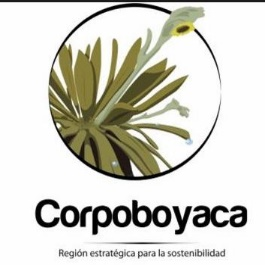 Corpoboyaca
Región estratégica para la sostenibilidad